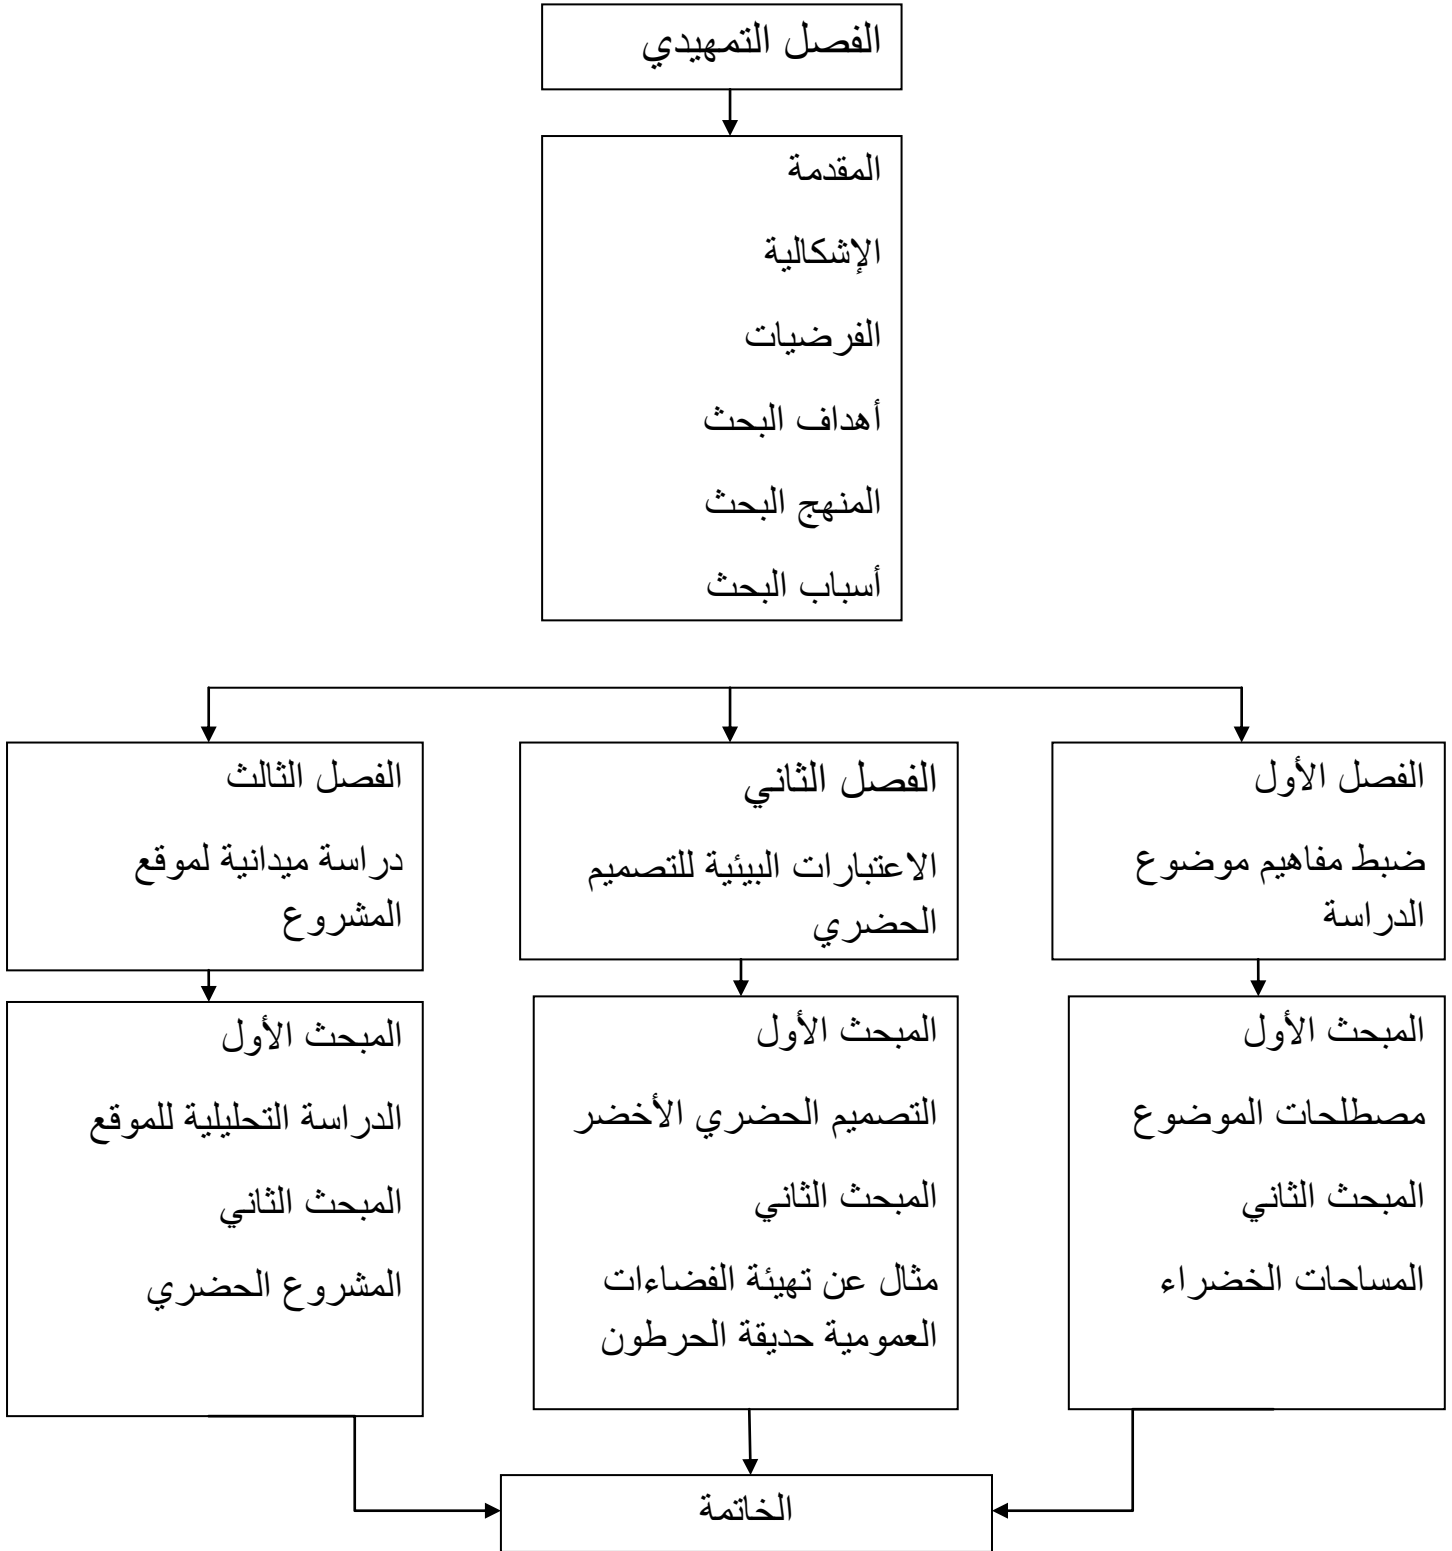 الفصل التمهيدي
المقدمة
الإشكالية
الفرضيات
أهداف البحث
المنهج البحث
أسباب البحث
الفصل الأول
ضبط مفاهيم موضوع
الدراسة
الفصل الثاني
الاعتبارات البيئية للتصميم
الحضري
الفصل الثالث
دراسة ميدانية لموقع
المشروع
المبحث الأول
مصطلحات الموضوع
المبحث الثاني
المساحات الخضراء
المبحث الأول
التصميم الحضري الأخضر
المبحث الثاني
مثال عن تهيئة الفضاءات
العمومية حديقة الحرطون
المبحث الأول
الدراسة التحليلية للموقع
المبحث الثاني
المشروع الحضري
الخاتمة